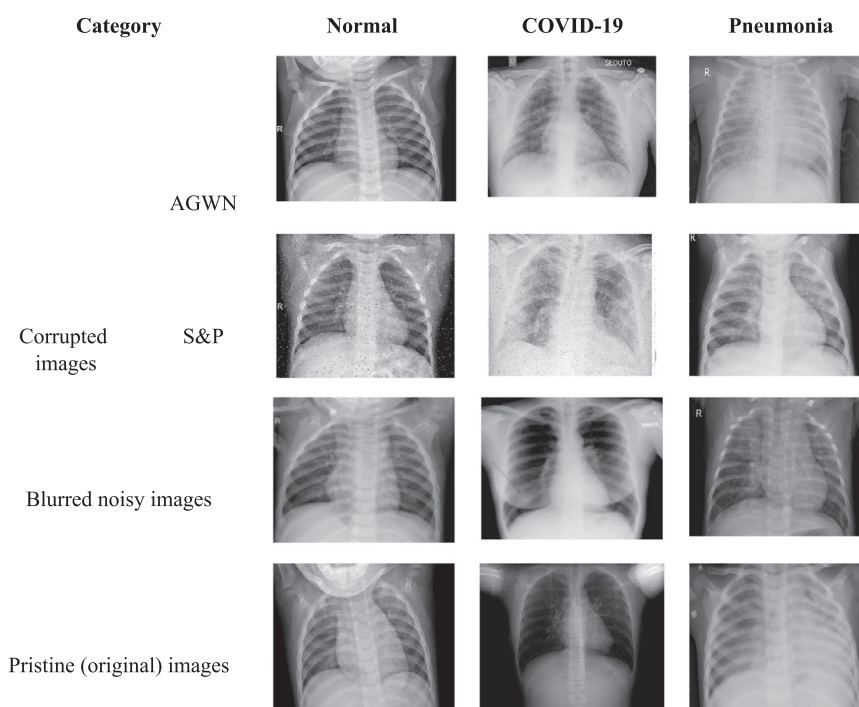 Category Normal COVID-19 Pneumonia
SEDUTO
R
R
AGWN
R
R
Corrupted S&P
images
R
R
Blurred noisy images
Pristine (original) images